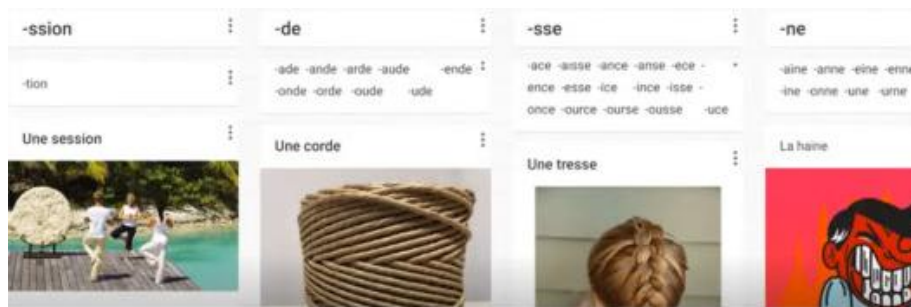 -ssion
-tion
Une session
-de
-ade -ande -arde -aude -ende
-onde -orde -oude -ude
Une corde
-sse
-ace -aisse -ance -anse -ece -
ence -esse -ice -ince -isse -
once -ource -ourse -ousse -uce
Une tresse
-ne
-aine -anne -eine -enne
-ine -onne -une -urne
La haine